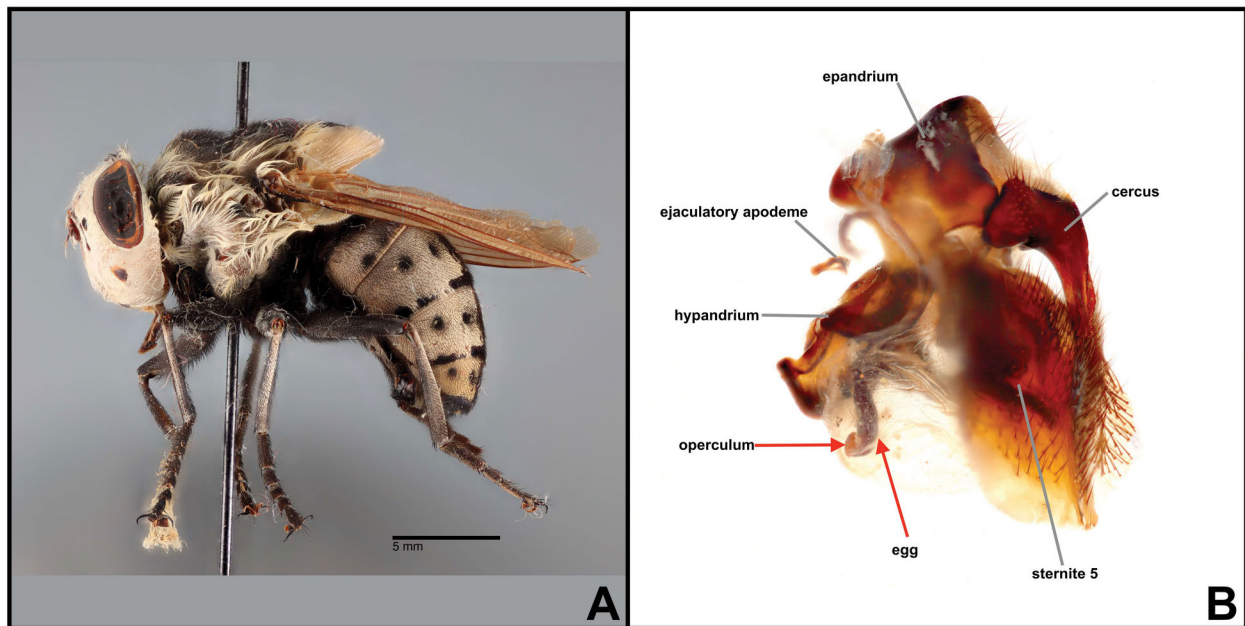 5 mm
A
epandrium
cercus
ejaculatory apodeme
hypandrium
operculum
egg
sternite 5
B